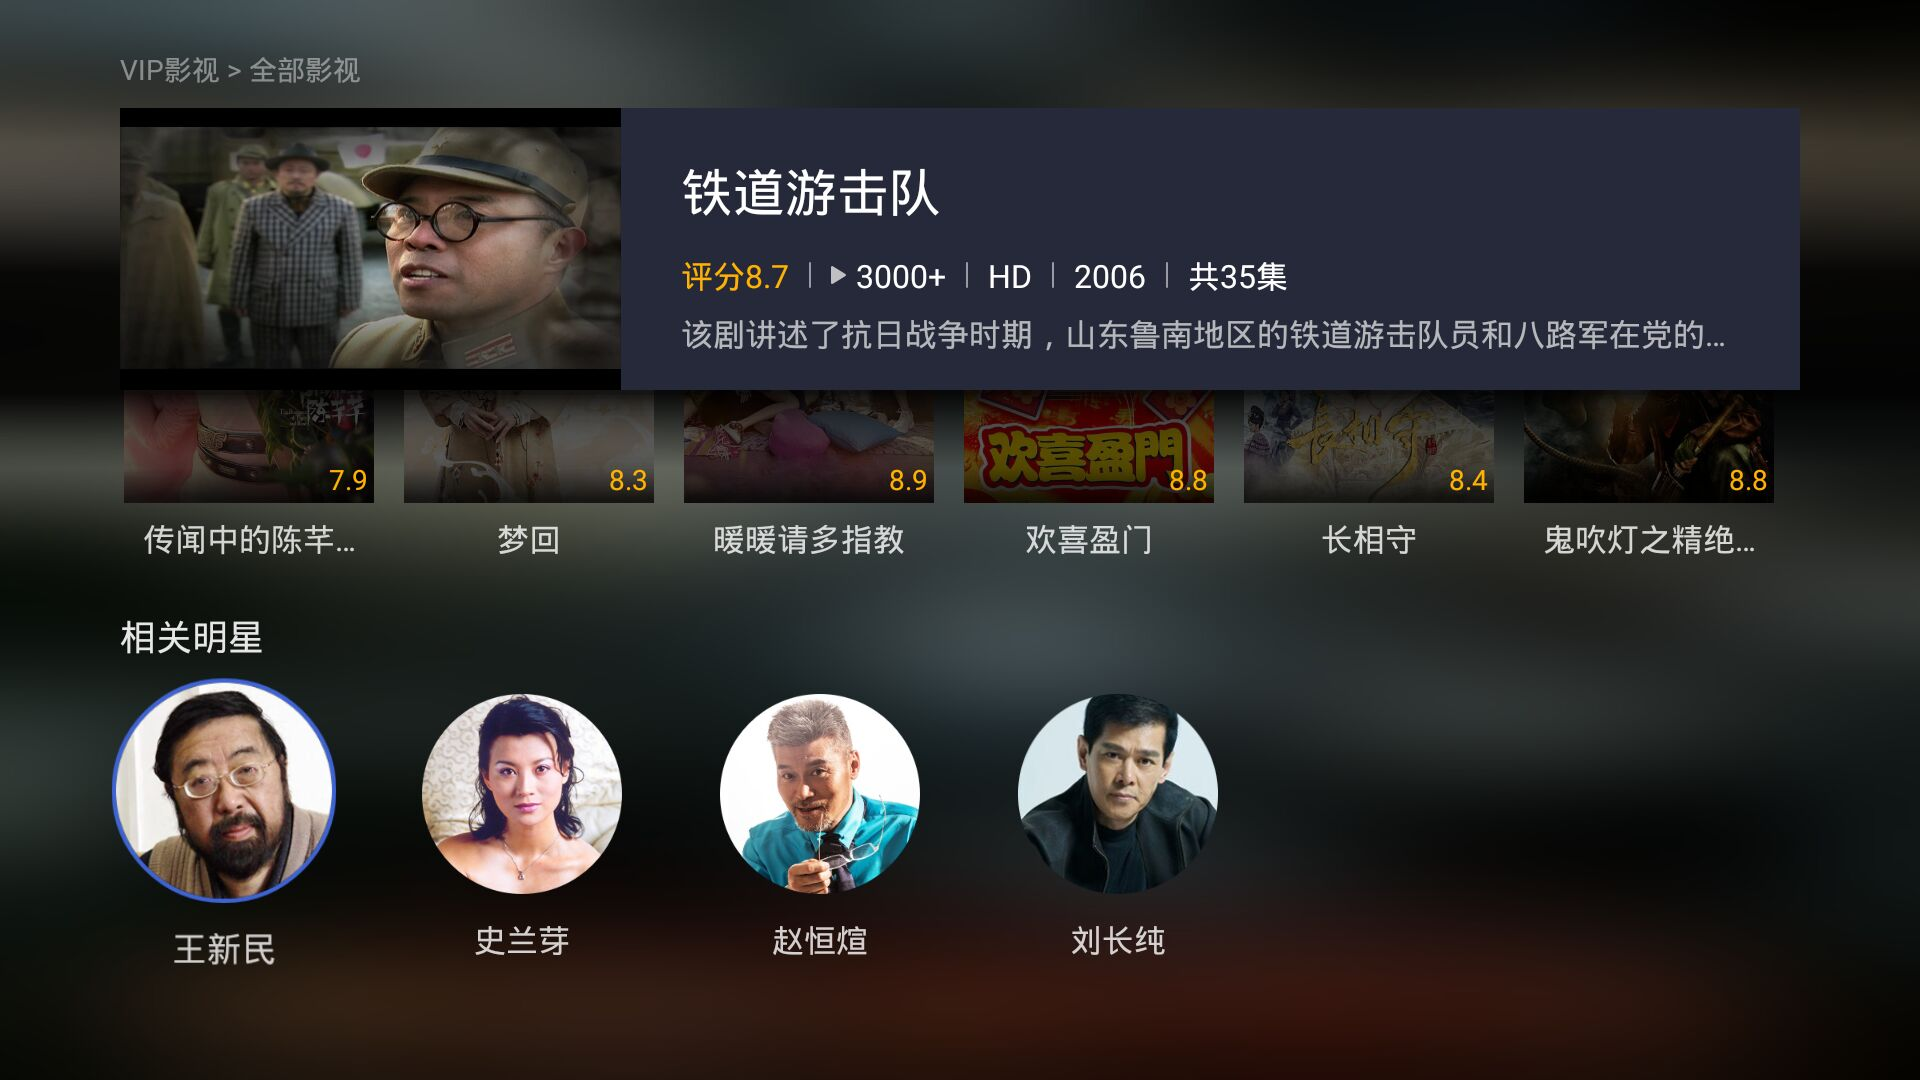 VIP影视 > 全部影视
铁道游击队
评分8.7 | ▶ 3000+ | HD | 2006 | 共35集
该剧讲述了抗日战争时期，山东鲁南地区的铁道游击队员和八路军在党的...
陈芊芊
欢喜盈門
长相守
7.9
8.3
8.9
8.8
8.4
8.8
传闻中的陈芊...
梦回
暖暖请多指教
欢喜盈门
长相守
鬼吹灯之精绝...
相关明星
王新民
史兰芽
赵恒煊
刘长纯